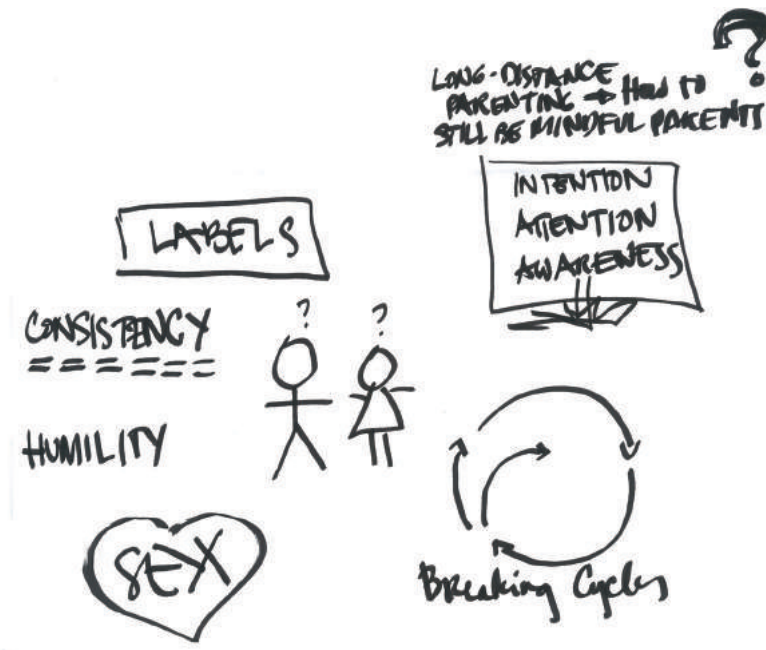 ?
LONG-DISTANCE
PARENTING → HOW TO
STILL BE MINDFUL PARENTS
INTENTION
ATTENTION
AWARENESS
LABELS
CONSISTENCY
? ?
HUMILITY
SEX
Breaking Cycles